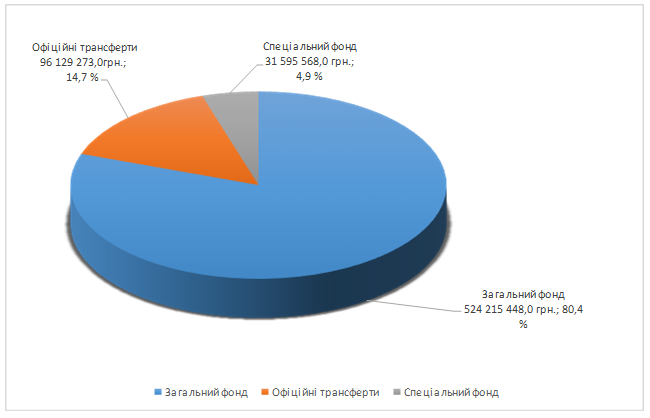 Офіційні трансферти
96 129 273,0грн.;
14,7 %
Спеціальний фонд
31 595 568,0 грн.;
4,9 %
Загальний фонд
524 215 448,0 грн.; 80,4
%
Загальний фонд Офіційні трансферти Спеціальний фонд